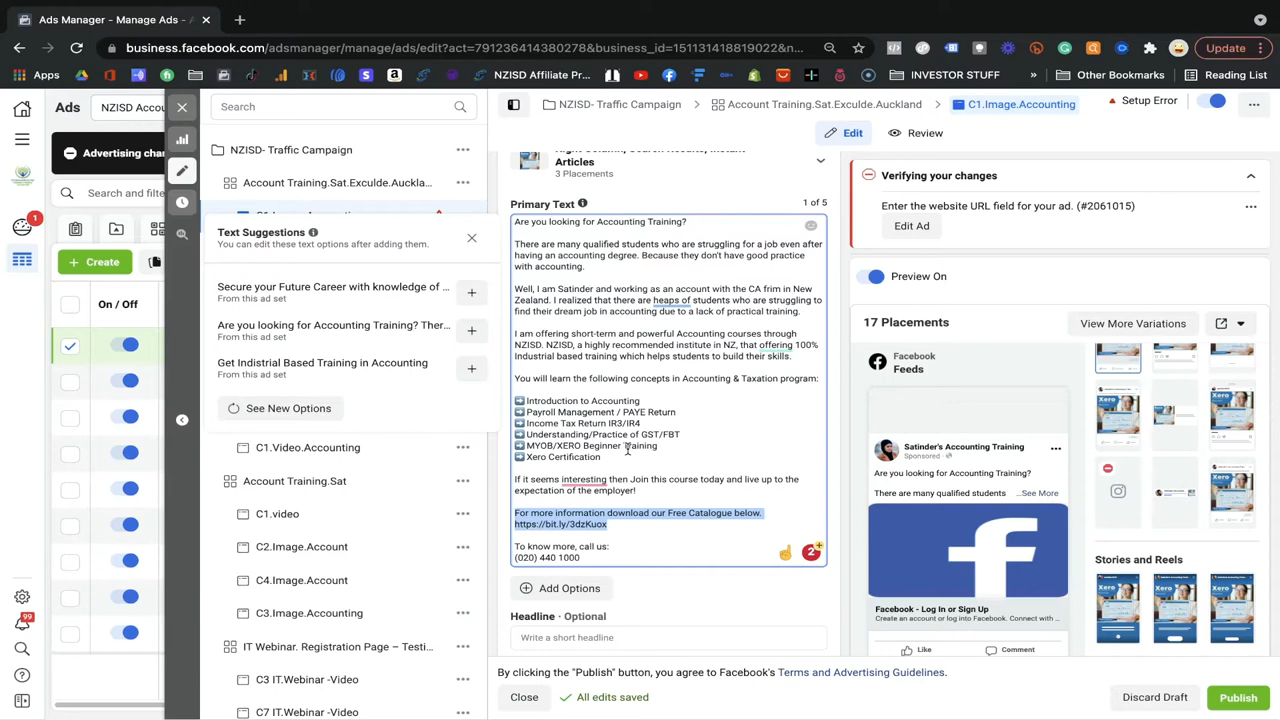 Ads
business.facebook.com/adsmanager/manage/ads/edit?act=791236414380278&business_id=151131418819022&n...
Update
Apps
NZISD Affiliate Pr...
INVESTOR STUFF
»
Other Bookmarks
Reading List
Ads
NZISD Accou
Advertising chan
Search and filte
+ Create
On / Off
1
99
Search
NZISD- Traffic Campaign
Account Training.Sat.Exculde.Auckla...
Text Suggestions
You can edit these text options after adding them.
Secure your Future Career with knowledge of ...
From this ad set
Are you looking for Accounting Training? Ther...
From this ad set
Get Indistrial Based Training in Accounting
From this ad set
See New Options
C1.Video.Accounting
Account Training.Sat
C1.video
C2.Image.Account
C4.Image.Account
C3.Image.Accounting
IT Webinar. Registration Page – Testi...
C3 IT.Webinar -Video
C7 IT.Webinar -Video
NZISD- Traffic Campaign
Account Training.Sat.Exculde.Auckland
C1.Image.Accounting
Setup Error
Edit
Review
Right Column, Search Results, Instant
Articles
3 Placements
Primary Text
1 of 5
Are you looking for Accounting Training?
There are many qualified students who are struggling for a job even after
having an accounting degree. Because they don't have good practice
with accounting.
Well, I am Satinder and working as an account with the CA frim in New
Zealand. I realized that there are heaps of students who are struggling to
find their dream job in accounting due to a lack of practical training.
I am offering short-term and powerful Accounting courses through
NZISD. NZISD, a highly recommended institute in NZ, that offering 100%
Industrial based training which helps students to build their skills.
You will learn the following concepts in Accounting & Taxation program:
➡️ Introduction to Accounting
➡️ Payroll Management / PAYE Return
➡️ Income Tax Return IR3/IR4
➡️ Understanding/Practice of GST/FBT
➡️ MYOB/XERO Beginner Training
➡️ Xero Certification
If it seems interesting then Join this course today and live up to the
expectation of the employer!
For more information download our Free Catalogue below.
https://bit.ly/3dzKuox
To know more, call us:
(020) 440 1000
2
Add Options
Headline · Optional
Write a short headline
By clicking the "Publish" button, you agree to Facebook's Terms and Advertising Guidelines.
Close
All edits saved
Discard Draft
Publish
Verifying your changes
Enter the website URL field for your ad. (#2061015)
Edit Ad
Preview On
17 Placements
View More Variations
Facebook
Feeds
Satinder's Accounting Training
Sponsored ·
Are you looking for Accounting Training?
There are many qualified students ...See More
Facebook - Log In or Sign Up
Create an account or log into Facebook. Connect with ...
Like
Comment
Xero
Stories and Reels